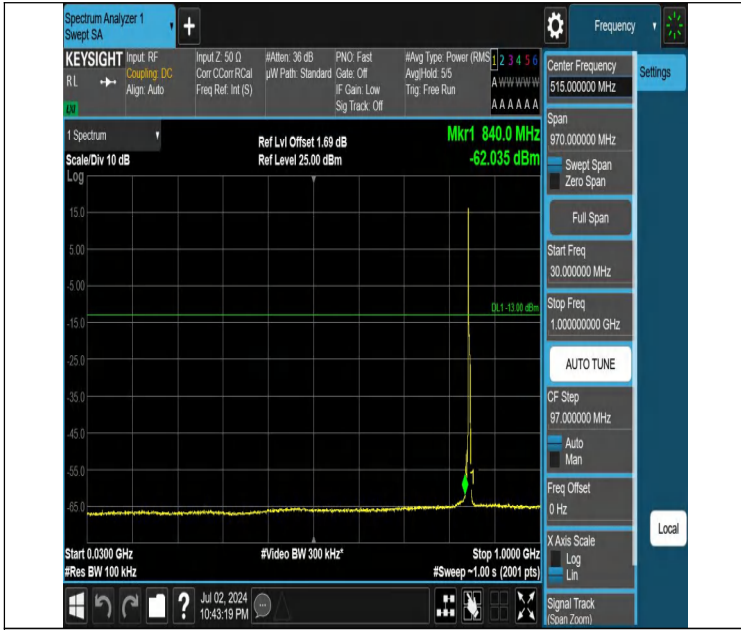 Spectrum Analyzer 1
Swept SA
+
Frequency
KEYSIGHT
RL
Input: RF
Coupling: DC
Align: Auto
Input Z: 50 Ω
Corr CCorr RCal
Freq Ref: Int (S)
#Atten: 36 dB
µW Path: Standard
PNO: Fast
Gate: Off
IF Gain: Low
Sig Track: Off
#Avg Type: Power (RMS
Avg|Hold: 5/5
Trig: Free Run
1 2 3 4 5 6
A W W W W W
A A A A A A
1 Spectrum
Scale/Div 10 dB
Log
Ref Lvl Offset 1.69 dB
Ref Level 25.00 dBm
Mkr1 840.0 MHz
-62.035 dBm
15.0
5.00
-5.00
-15.0
-25.0
-35.0
-45.0
-55.0
-65.0
DL1 -13.00 dBm
Start 0.0300 GHz
#Res BW 100 kHz
#Video BW 300 kHz*
Stop 1.0000 GHz
#Sweep ~1.00 s (2001 pts)
Jul 02, 2024
10:43:19 PM
?
Center Frequency
515.000000 MHz
Span
970.000000 MHz
Swept Span
Zero Span
Full Span
Start Freq
30.000000 MHz
Stop Freq
1.000000000 GHz
AUTO TUNE
CF Step
97.000000 MHz
Auto
Man
Freq Offset
0 Hz
X Axis Scale
Log
Lin
Signal Track
(Span Zoom)
Settings
Local